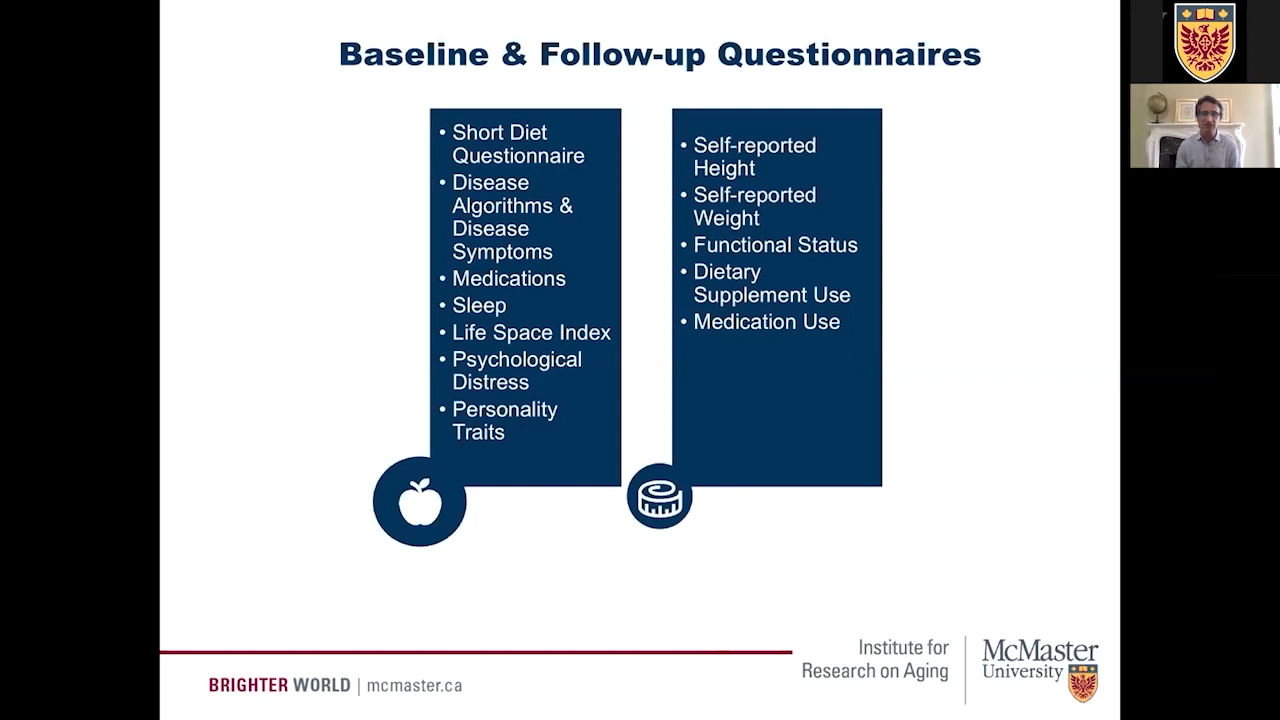 Baseline & Follow-up Questionnaires
• Short Diet
Questionnaire
• Disease
Algorithms &
Disease
Symptoms
• Medications
• Sleep
• Life Space Index
• Psychological
Distress
• Personality
Traits
• Self-reported
Height
• Self-reported
Weight
• Functional Status
• Dietary
Supplement Use
• Medication Use
BRIGHTER WORLD | mcmaster.ca
Institute for
Research on Aging
McMaster
University